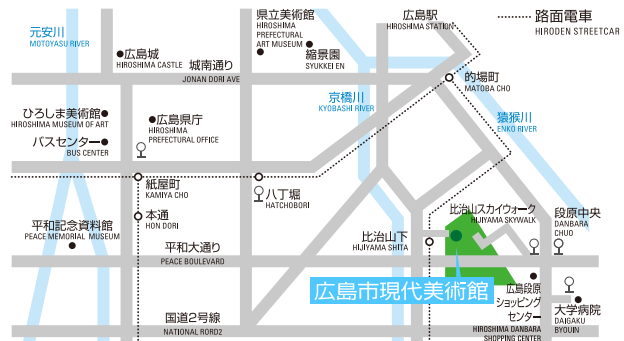 元安川
MOTOYASU RIVER
広島城
HIROSHIMA CASTLE
城南通り
JONAN DORI AVE
県立美術館
HIROSHIMA
PREFECTURAL
ART MUSEUM
縮景園
SYUKKEI EN
広島駅
HIROSHIMA STATION
路面電車
HIRODEN STREETCAR
的場町
MATOBA CHO
京橋川
KYOBASHI RIVER
猿猴川
ENKO RIVER
ひろしま美術館
HIROSHIMA MUSEUM OF ART
バスセンター
BUS CENTER
広島県庁
HIROSHIMA
PREFECTURAL OFFICE
紙屋町
KAMIYA CHO
八丁堀
HATCHOBORI
本通
HON DORI
平和記念資料館
PEACE MEMORIAL MUSEUM
平和大通り
PEACE BOULEVARD
比治山下
HIJIYAMA SHITA
比治山スカイウォーク
HIJIYAMA SKYWALK
段原中央
DANBARA
CHUO
広島市現代美術館
広島段原
ショッピング
センター
HIROSHIMA DANBARA
SHOPPING CENTER
大学病院
DAIGAKU
BYOUIN
国道2号線
NATIONAL RORD2